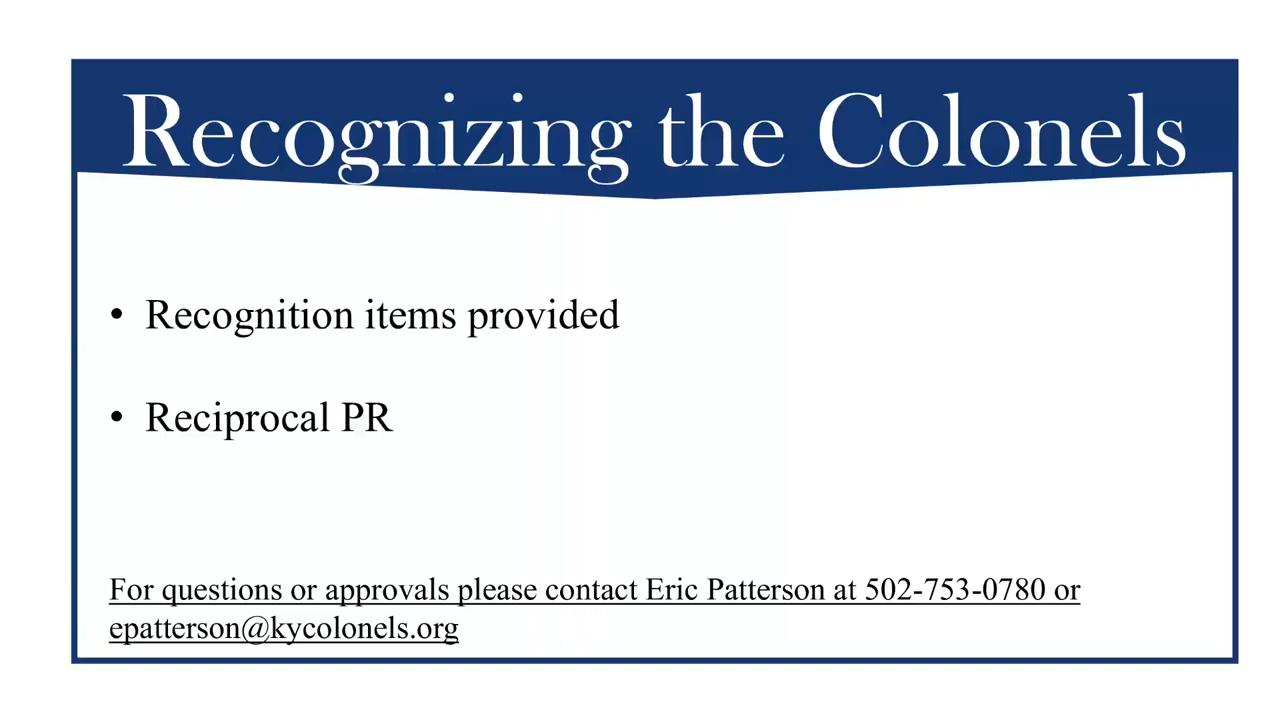 Recognizing the Colonels
• Recognition items provided
• Reciprocal PR
For questions or approvals please contact Eric Patterson at 502-753-0780 or
epatterson@kycolonels.org